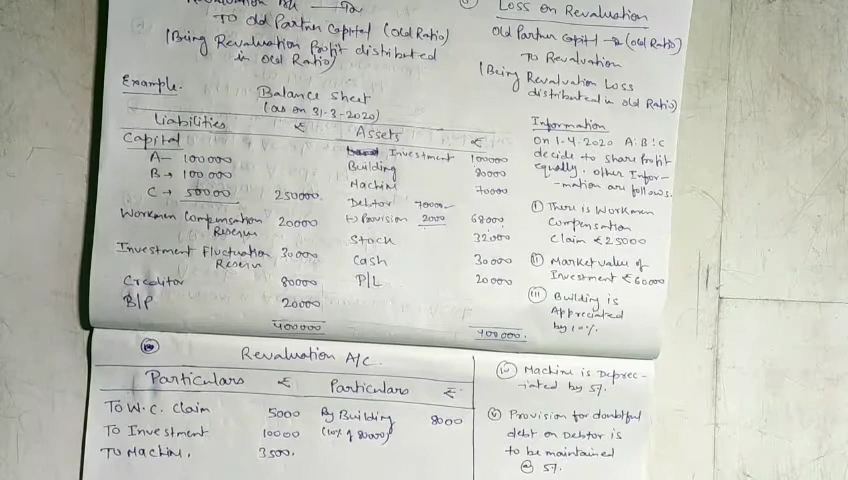 To old Partner Capital (Old Ratio)
(Being Revaluation Profit distributed
in old Ratio)
Loss on Revaluation
(Old Ratio)
To Revaluation
(Being Revaluation Loss
distributed in old Ratio)
Example.
Balance Sheet
(as on 31-3-2020)
Liabilities ₹ Assets ₹
Capital
A- 100000 Investment 100000
B→ 100000 Building 80000
C→ 50000 250000 Machine 70000
Debtor 70000
Workmen Compensation Reserve 20000 (-) Provision 2000 68000
Stock 32000
Investment Fluctuation Reserve 30000 Cash 30000
Creditor 80000 P/L 20000
B/P 20000
400000 400000
Information
On 1-4-2020 A:B:C
decide to share Profit
equally. other Infor-
-mation are follows.
(I) There is Workmen
Compensation
Claim ₹25000
(II) Market value of
Investment ₹60000
(III) Building is
Appreciated
by 10%.
Revaluation A/C
Particulars ₹ Particulars ₹
To W.C. Claim 5000 By Building 8000
To Investment 10000 (10% of 80000)
To Machine. 3500.
(iv) Machine is Deprec-
-iated by 5%.
(v) Provision for doubtful
debt on Debtor is
to be maintained
@ 5%.